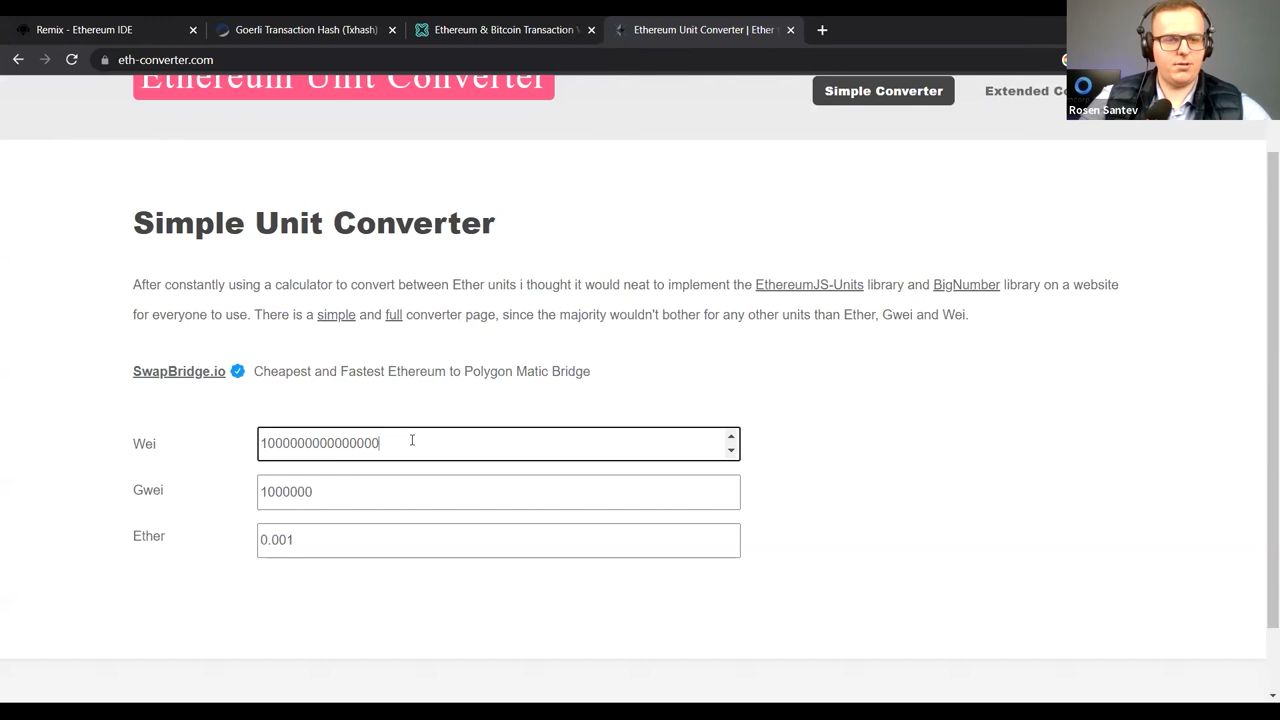 Remix - Ethereum IDE
Goerli Transaction Hash (Txhash)
Ethereum & Bitcoin Transaction
Ethereum Unit Converter | Ether
eth-converter.com
Ethereum Unit Converter
Simple Converter
Extended Co
Rosen Santev
Simple Unit Converter
After constantly using a calculator to convert between Ether units i thought it would neat to implement the EthereumJS-Units library and BigNumber library on a website
for everyone to use. There is a simple and full converter page, since the majority wouldn't bother for any other units than Ether, Gwei and Wei.
SwapBridge.io Cheapest and Fastest Ethereum to Polygon Matic Bridge
Wei 1000000000000000
Gwei 1000000
Ether 0.001